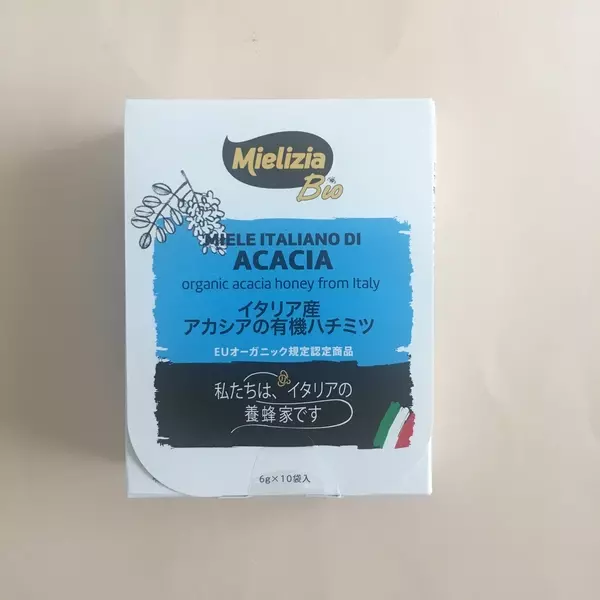 Mielizia
Bio
MIELE ITALIANO DI
ACACIA
organic acacia honey from Italy
イタリア産
アカシアの有機ハチミツ
EUオーガニック規定認定商品
私たちは、イタリアの
養蜂家です
6g×10袋入